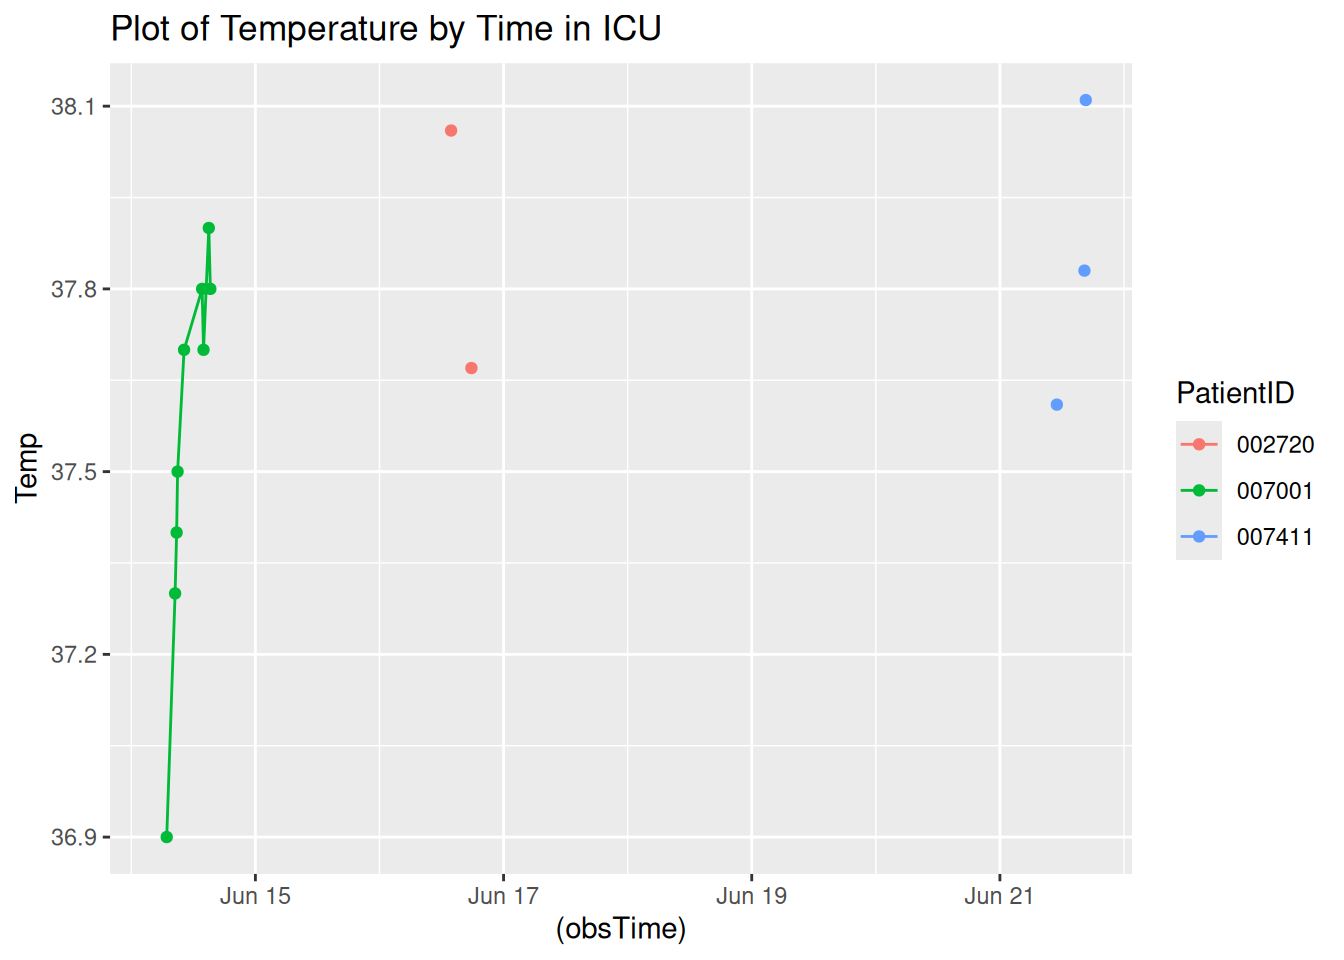 Plot of Temperature by Time in ICU
38.1
37.8
37.5
37.2
36.9
Temp
Jun 15
Jun 17
Jun 19
Jun 21
(obsTime)
PatientID
002720
007001
007411